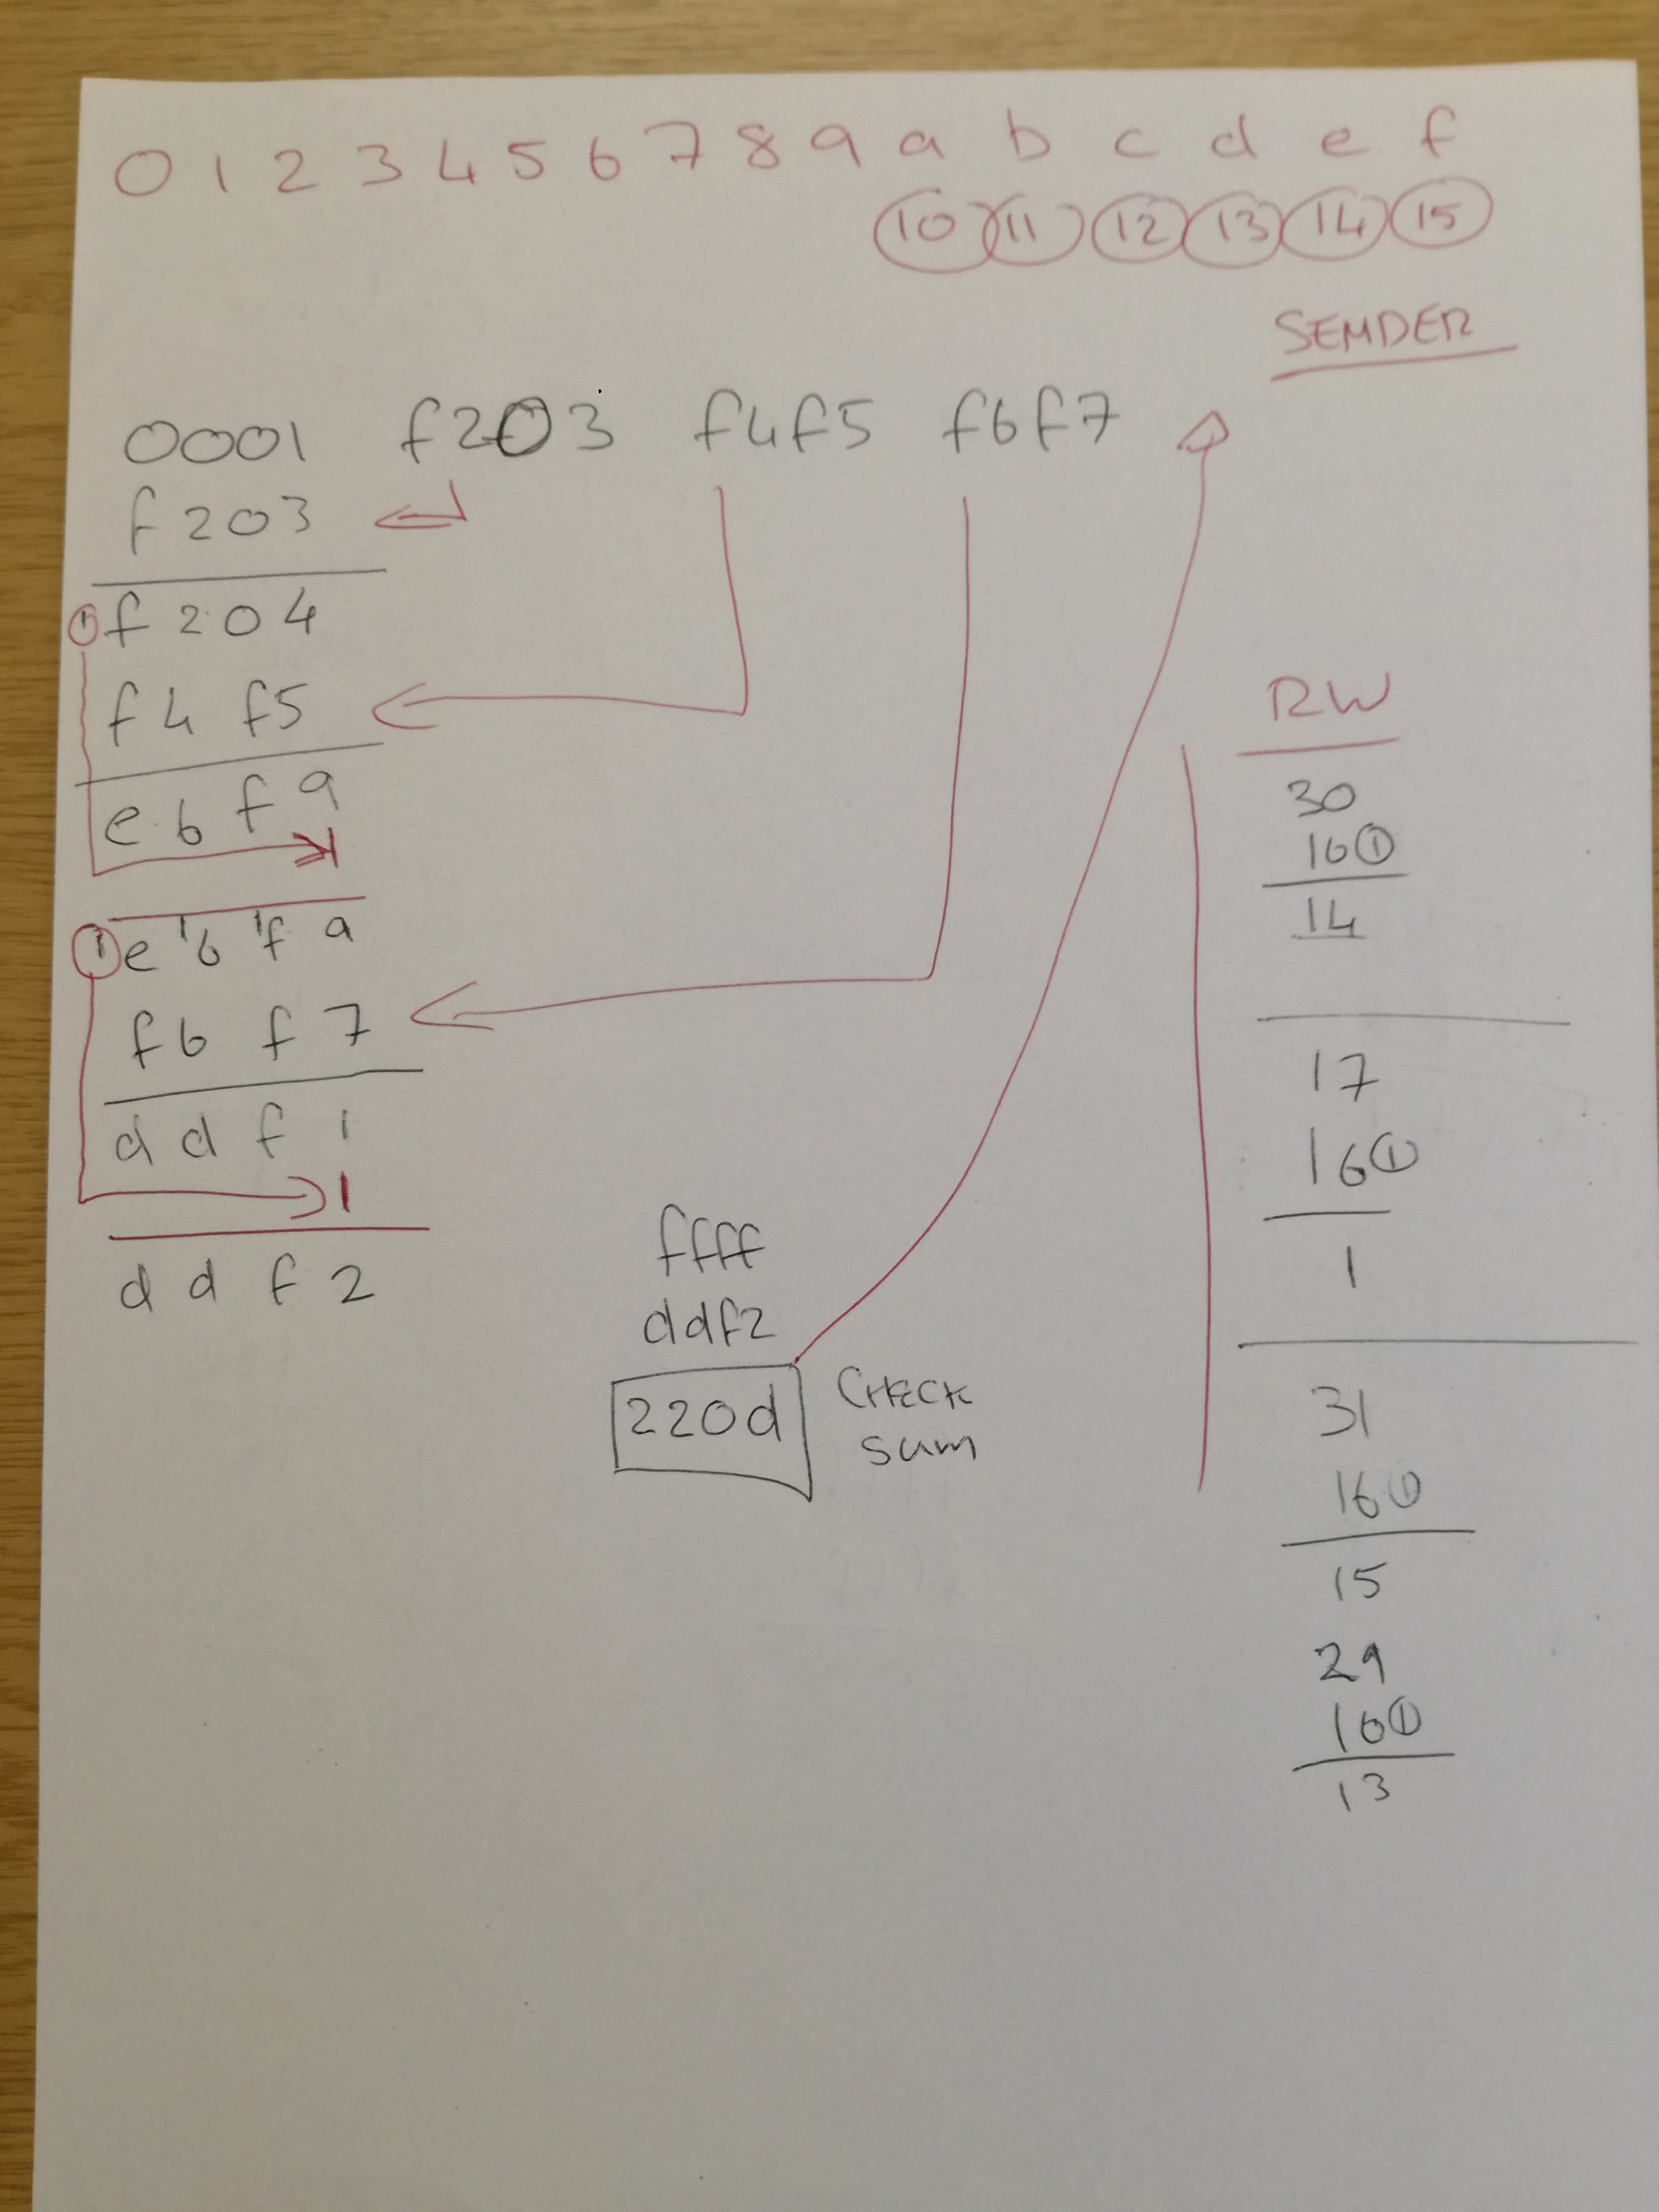 0 1 2 3 4 5 6 7 8 9 a b c d e f
10 11 12 13 14 15
SENDER
0001 f203 f4f5 f6f7
f203
1 f204
f4 f5
e6f9
1
1 e 1 6 1 f a
f6 f7
d d f 1
1
d d f 2
ffff
ddf2
220d
CHECK
sum
RW
30
16 1
14
17
16 1
1
31
16 1
15
29
16 1
13